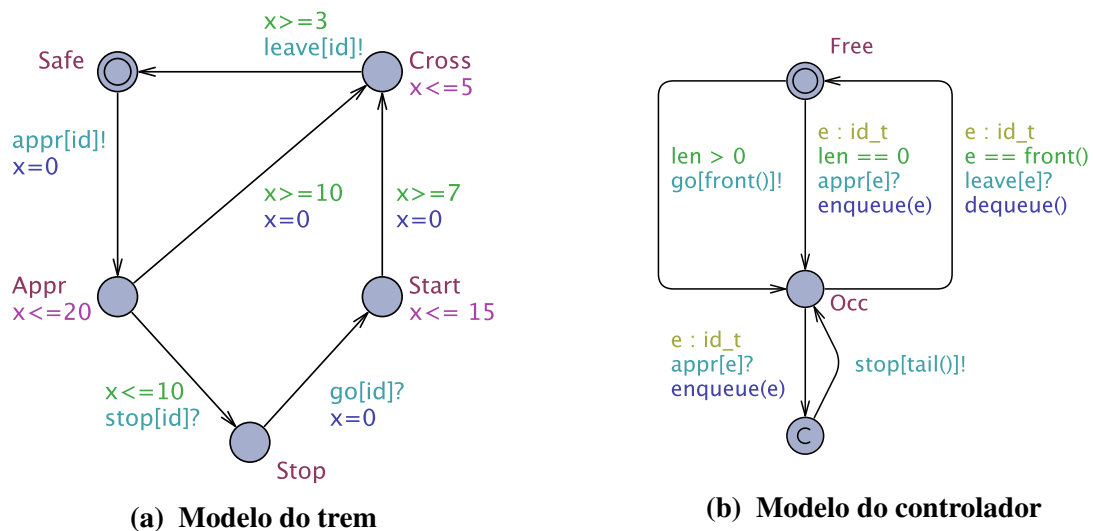 x>=3
leave[id]!
Safe
Cross
x<=5
appr[id]!
x=0
x>=10
x=0
x>=7
x=0
Appr
x<=20
Start
x<= 15
x<=10
stop[id]?
go[id]?
x=0
Stop
(a) Modelo do trem
Free
len > 0
go[front()]!
e : id_t
len == 0
appr[e]?
enqueue(e)
e : id_t
e == front()
leave[e]?
dequeue()
Occ
e : id_t
appr[e]?
enqueue(e)
stop[tail()]!
C
(b) Modelo do controlador